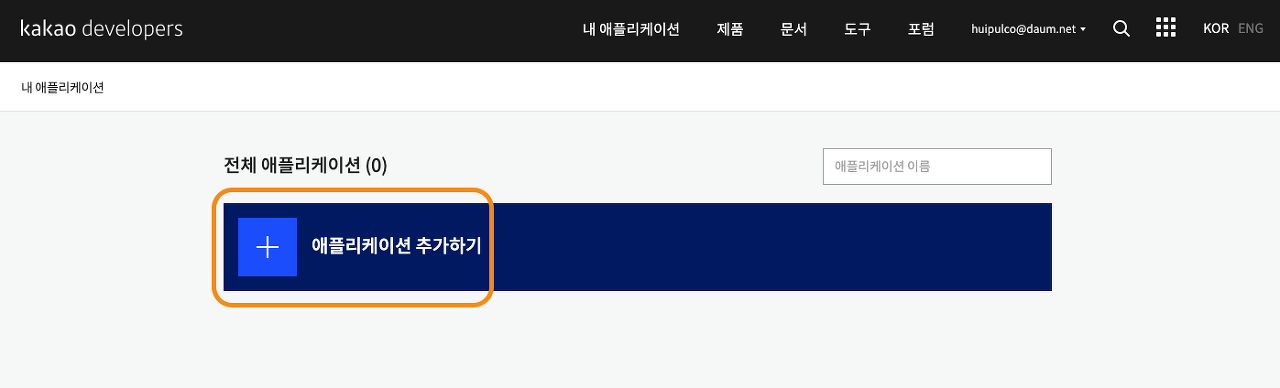 kakao developers 내 애플리케이션 제품 문서 도구 포럼 huipulco@daum.net KOR ENG
내 애플리케이션
전체 애플리케이션 (0) 애플리케이션 이름
애플리케이션 추가하기